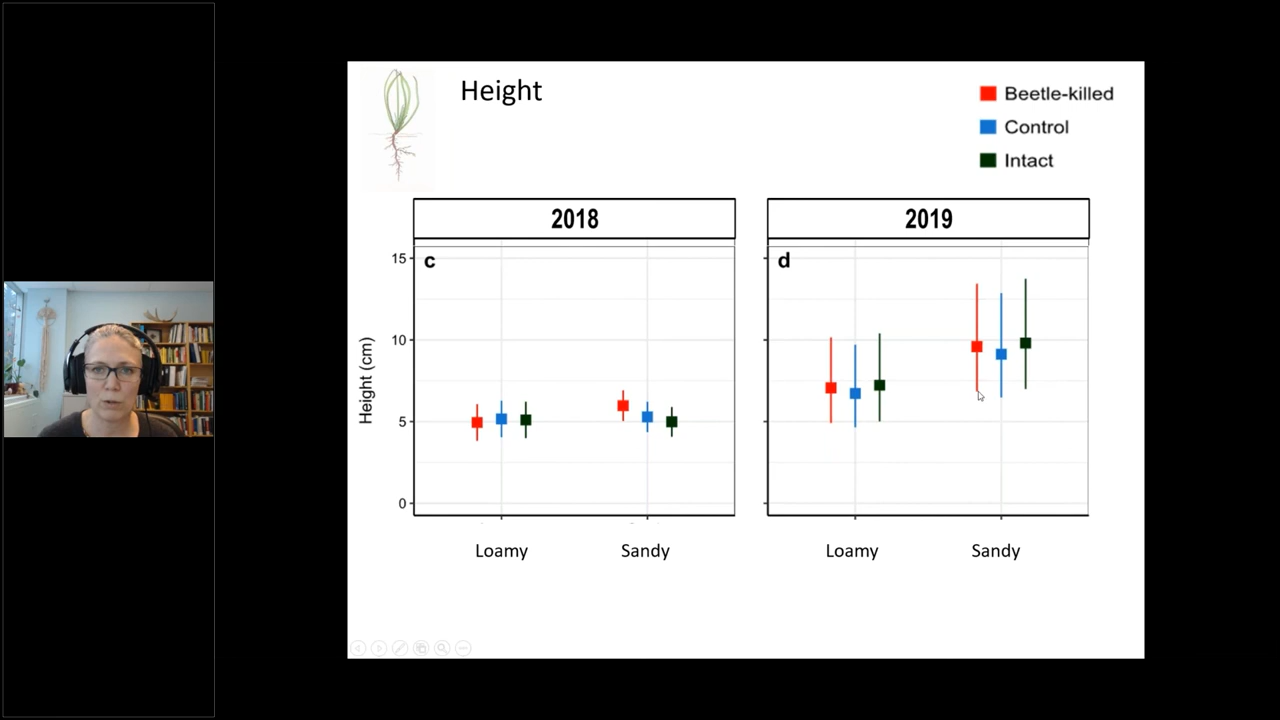 Height
Beetle-killed
Control
Intact
2018
2019
c
d
15
10
5
0
Height (cm)
Loamy
Sandy
Loamy
Sandy